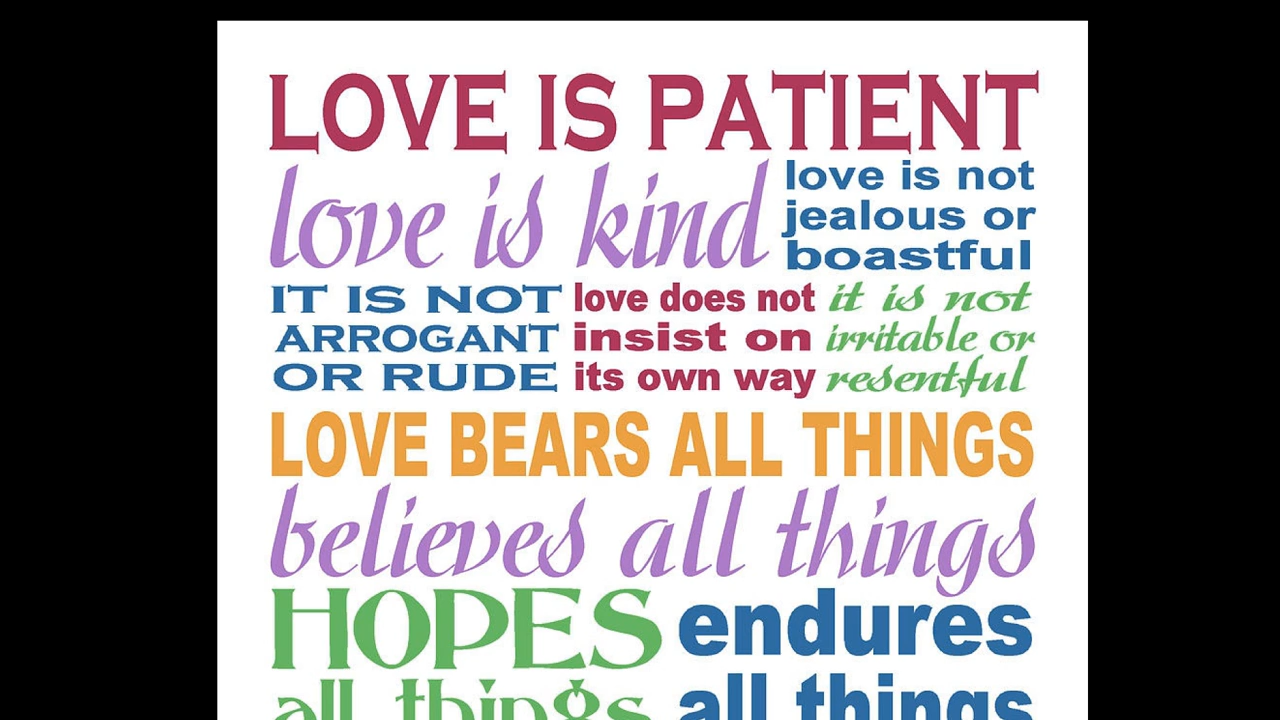 LOVE IS PATIENT
love is kind
love is not
jealous or
boastful
IT IS NOT
ARROGANT
OR RUDE
love does not
insist on
its own way
it is not
irritable or
resentful
LOVE BEARS ALL THINGS
believes all things
HOPES
all things
endures
all things